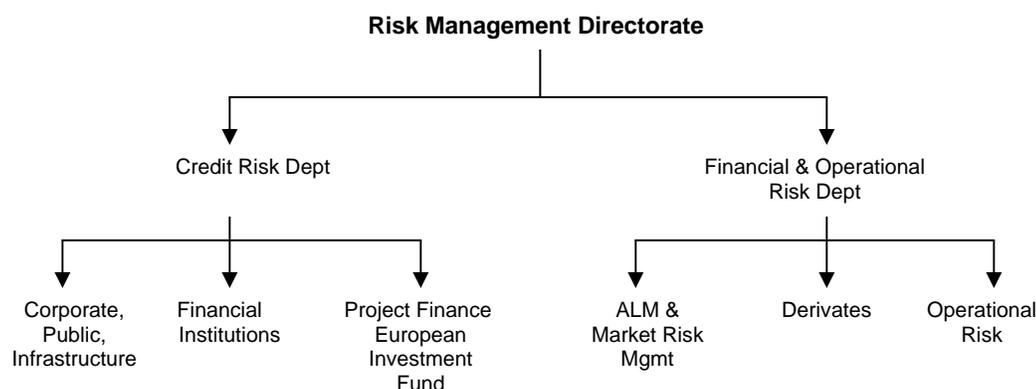 Risk Management Directorate
Credit Risk Dept
Financial & Operational
Risk Dept
Corporate,
Public,
Infrastructure
Financial
Institutions
Project Finance
European
Investment
Fund
ALM &
Market Risk
Mgmt
Derivates
Operational
Risk